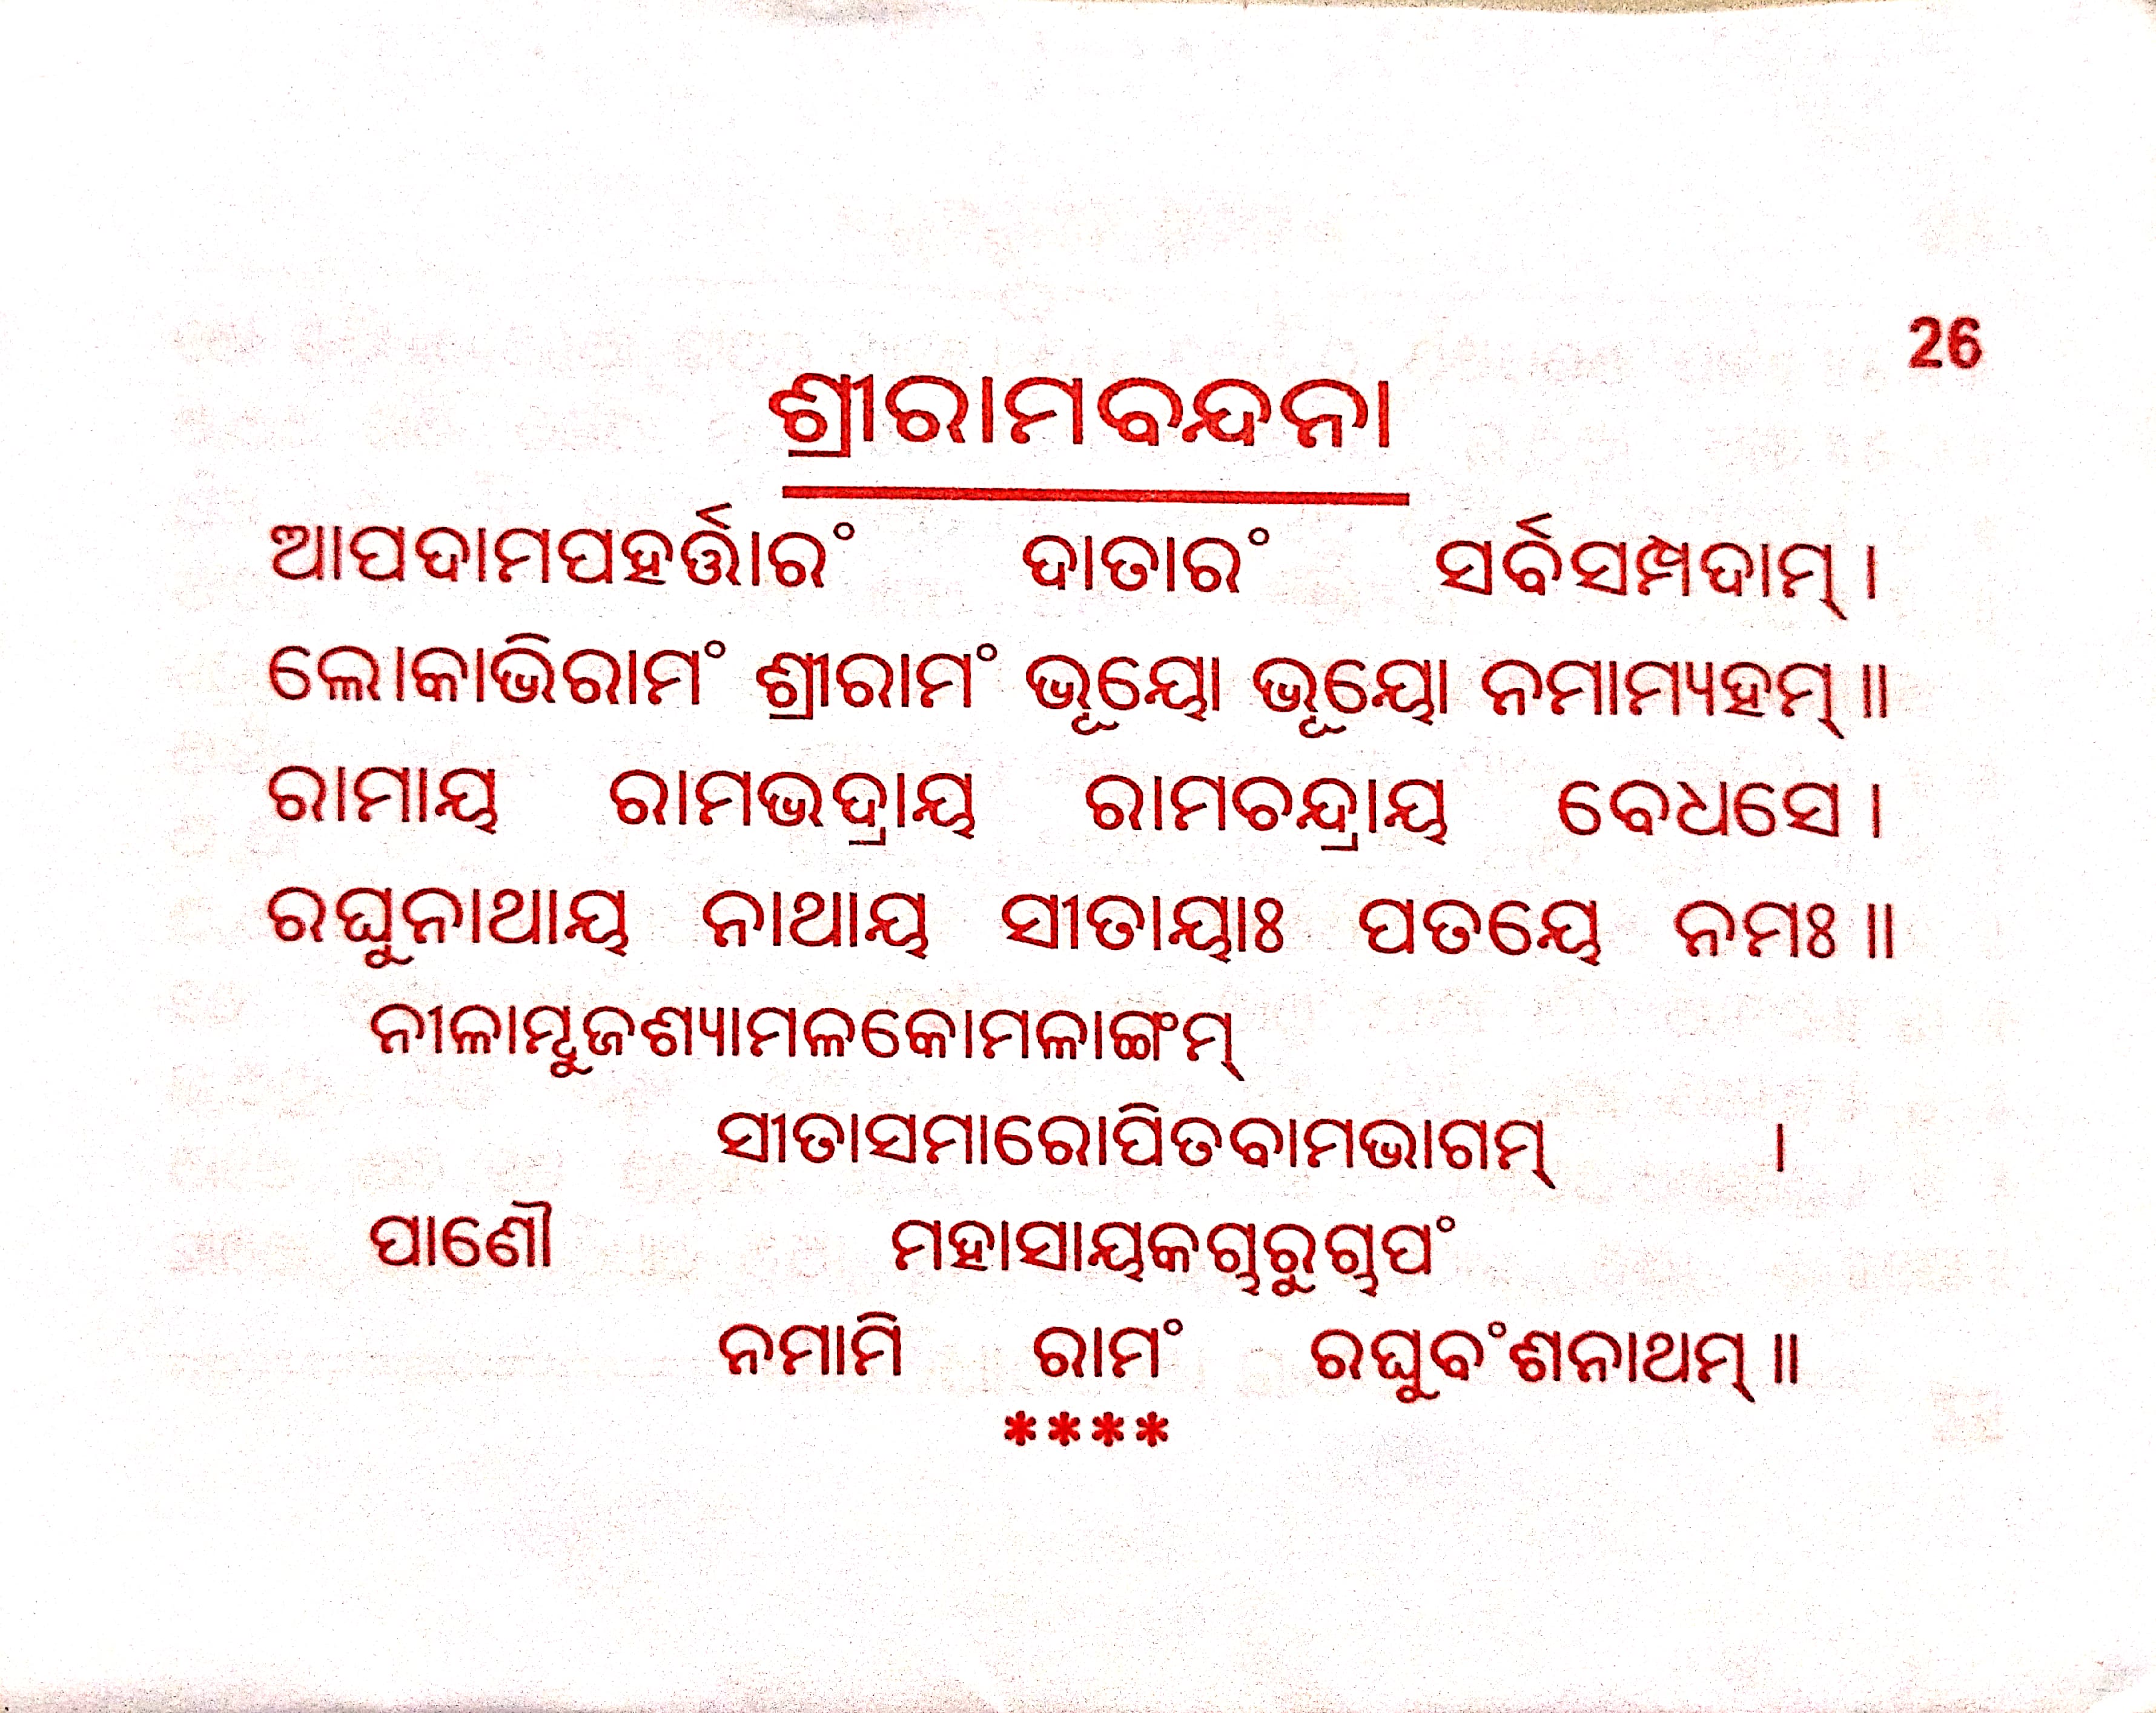 26
ଶ୍ରୀରାମବନ୍ଦନା
ଆପଦାମପହର୍ତ୍ତାରଂ ଦାତାରଂ ସର୍ବସମ୍ପଦାମ୍ ।
ଲୋକାଭିରାମଂ ଶ୍ରୀରାମଂ ଭୂୟୋ ଭୂୟୋ ନମାମ୍ୟହମ୍ ॥
ରାମାୟ ରାମଭଦ୍ରାୟ ରାମଚନ୍ଦ୍ରାୟ ବେଧସେ ।
ରଘୁନାଥାୟ ନାଥାୟ ସୀତାୟାଃ ପତୟେ ନମଃ ॥
ନୀଳାମ୍ବୁଜଶ୍ୟାମଳକୋମଳାଙ୍ଗମ୍
ସୀତାସମାରୋପିତବାମଭାଗମ୍ ।
ପାଣୌ ମହାସାୟକଚାରୁଚାପଂ
ନମାମି ରାମଂ ରଘୁବଂଶନାଥମ୍ ॥
****